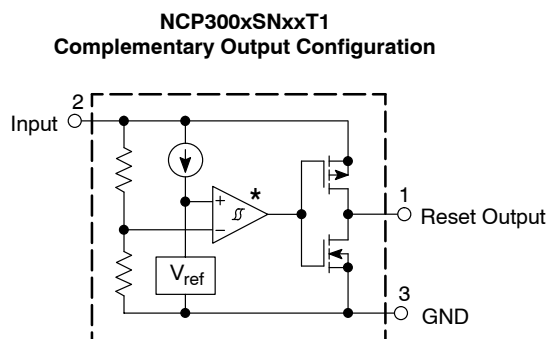 NCP300xSNxxT1
Complementary Output Configuration
2
Input
*
+
1
Reset Output
−
Vref
3
GND